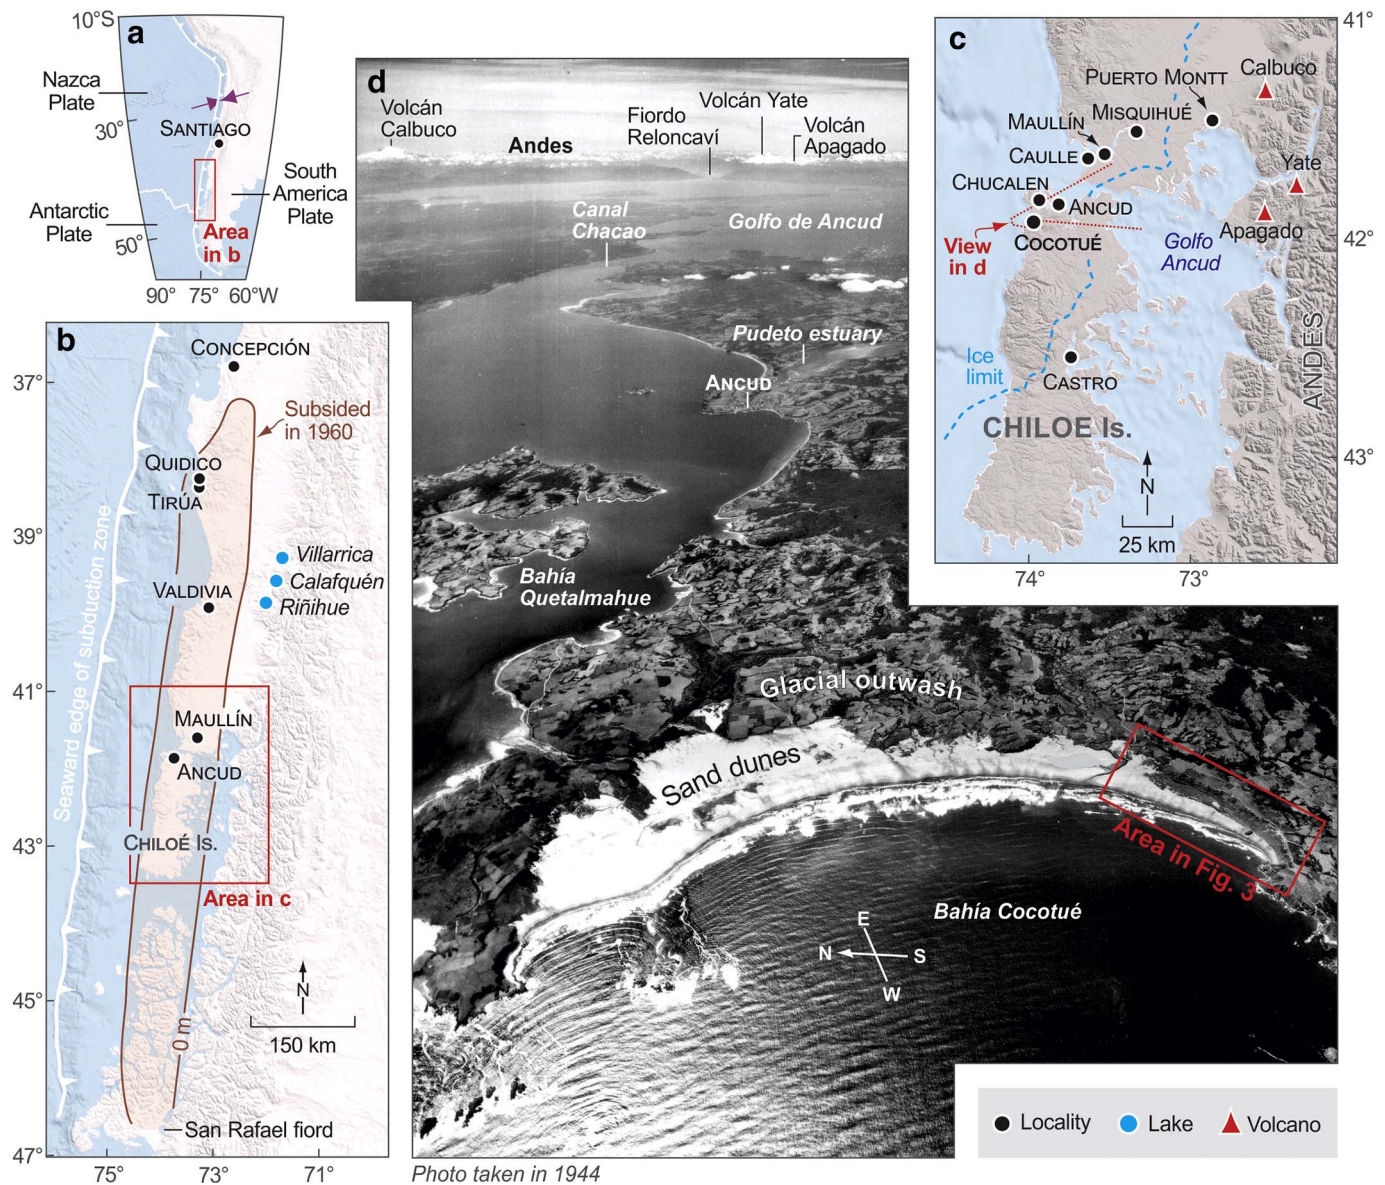 a
10°S
Nazca
Plate
30°
SANTIAGO
South
America
Plate
Antarctic
Plate
50°
Area
in b
90°
75°
60°W
b
CONCEPCIÓN
37°
Subsided
in 1960
QUIDICO
TIRÚA
39°
Villarrica
Calafquén
Riñihue
VALDIVIA
Seaward edge of subduction zone
41°
MAULLÍN
ANCUD
43°
CHILOÉ IS.
Area in c
45°
N
0 m
150 km
San Rafael fiord
47°
75°
73°
71°
d
Volcán
Calbuco
Andes
Fiordo
Reloncaví
Volcán Yate
Volcán
Apagado
Canal
Chacao
Golfo de Ancud
Pudeto estuary
ANCUD
Bahía
Quetalmahue
Glacial outwash
Sand dunes
Area in Fig. 3
Bahía Cocotué
E
N
S
W
Photo taken in 1944
c
41°
PUERTO MONTT
Calbuco
MISQUIHUÉ
MAULLÍN
CAULLE
Yate
CHUCALEN
ANCUD
Apagado
COCOTUÉ
View
in d
Golfo
Ancud
42°
Ice
limit
CASTRO
ANDES
CHILOE Is.
43°
N
25 km
74°
73°
Locality
Lake
Volcano